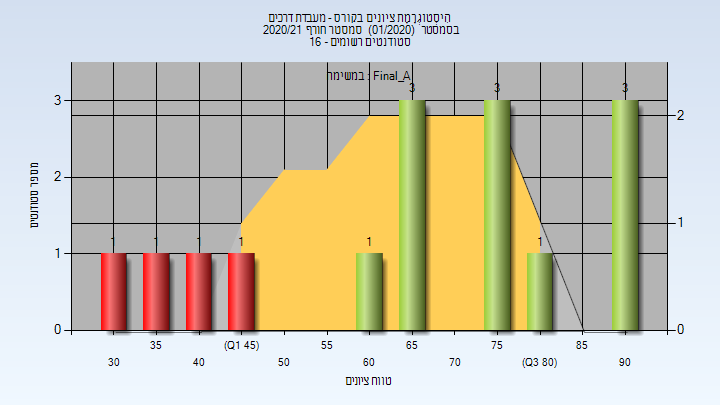 היסטוגרמת ציונים בקורס - מעבדת דרכים
בסמסטר (01/2020) סמסטר חורף 2020/21
סטודנטים רשומים - 16
במשימר : Final_A
3 3 3
1 1 1 1 1 1
3
2
1
0
2
1
0
מספר סטודנטים
35 (Q1 45) 55 65 75 85
30 40 50 60 70 (Q3 80) 90
טווח ציונים